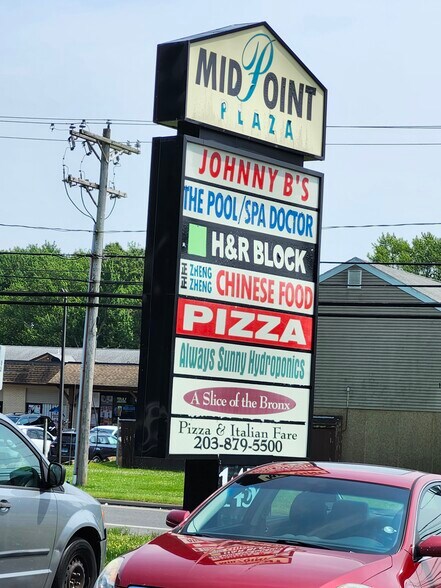 MIDPOINT
PLAZA
JOHNNY B'S
THE POOL/SPA DOCTOR
H&R BLOCK
ZHENG
ZHENG CHINESE FOOD
PIZZA
Always Sunny Hydroponics
A Slice of the Bronx
Pizza & Italian Fare
203-879-5500